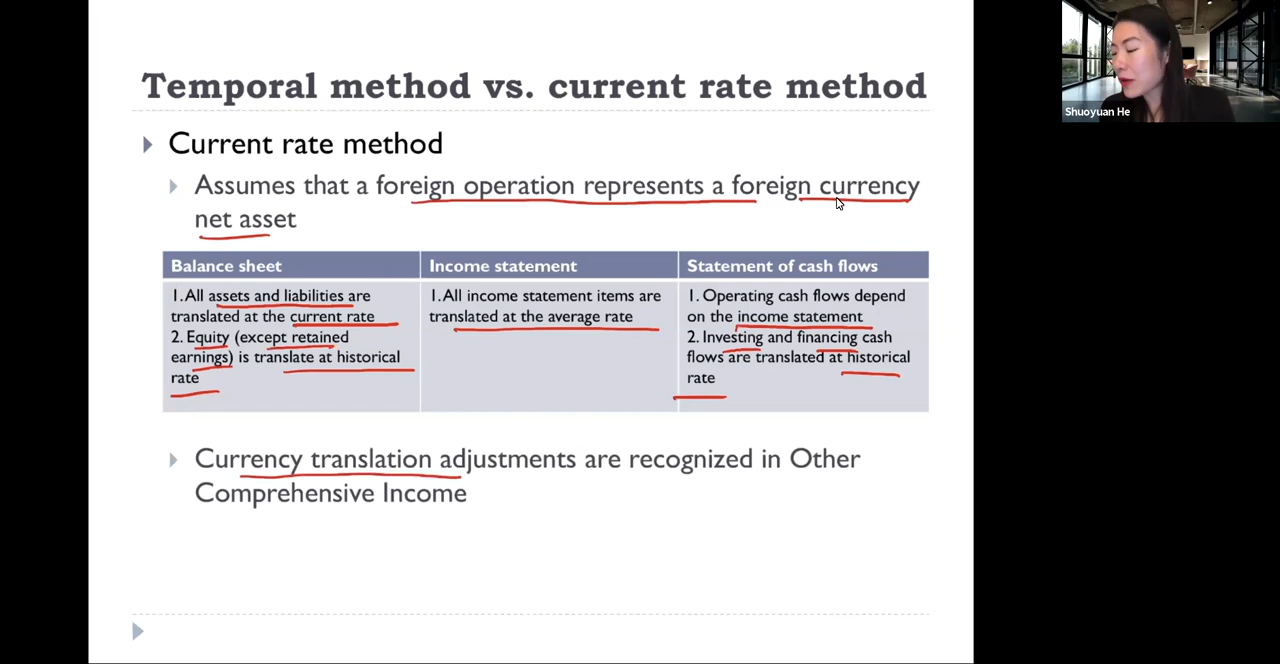 Temporal method vs. current rate method
Current rate method
Assumes that a foreign operation represents a foreign currency
net asset
Balance sheet
Income statement
Statement of cash flows
1.All assets and liabilities are
translated at the current rate
2. Equity (except retained
earnings) is translate at historical
rate
1.All income statement items are
translated at the average rate
1. Operating cash flows depend
on the income statement
2. Investing and financing cash
flows are translated at historical
rate
Currency translation adjustments are recognized in Other
Comprehensive Income
Shuoyuan He